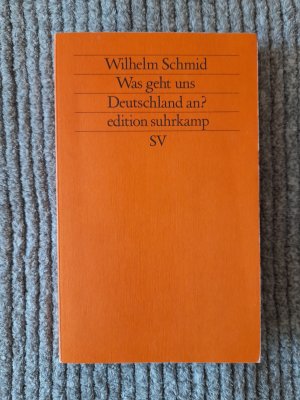 Wilhelm Schmid
Was geht uns
Deutschland an?
edition suhrkamp
SV